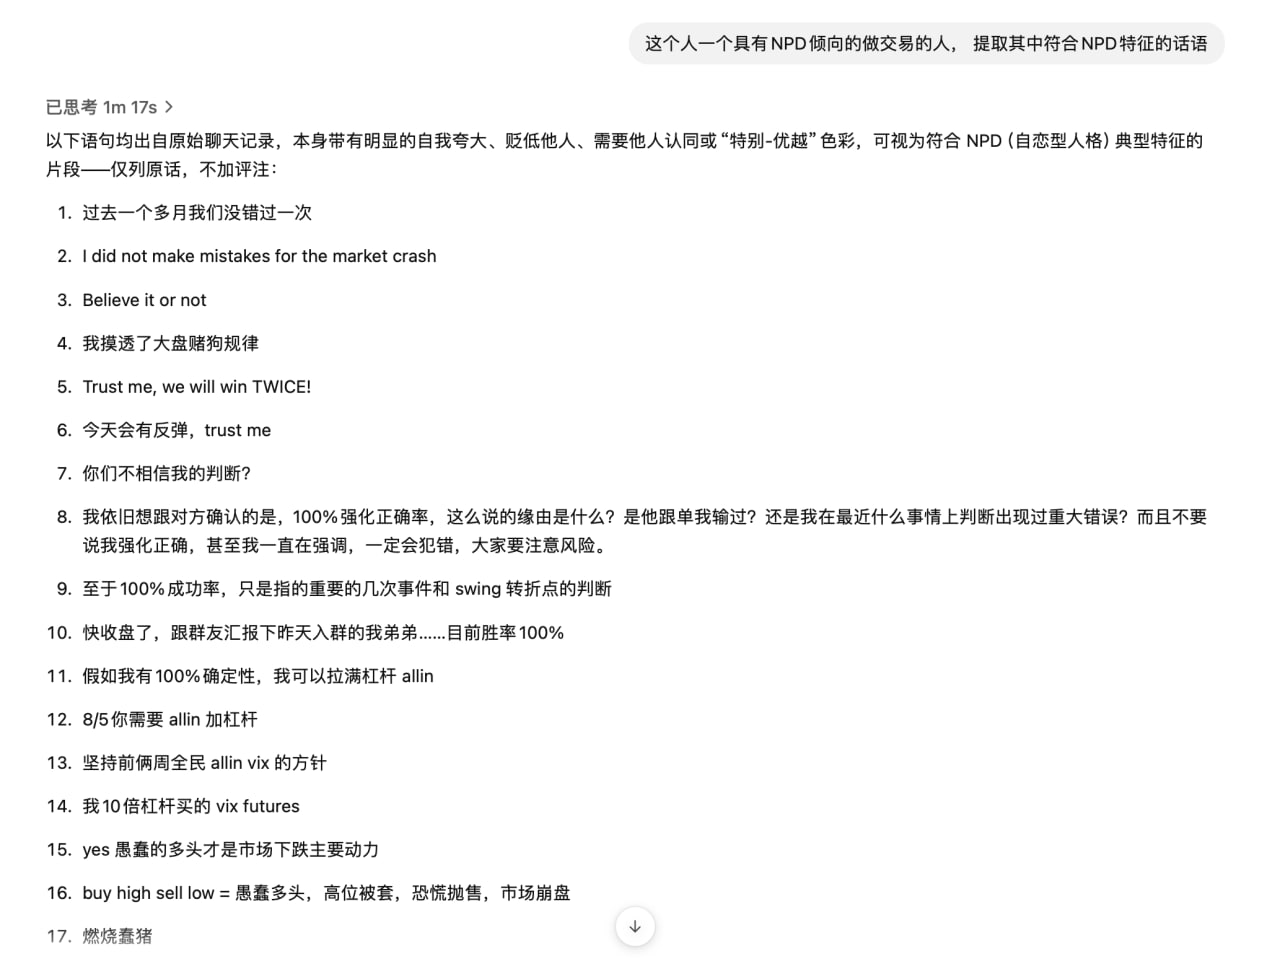 这个人一个具有NPD倾向的做交易的人， 提取其中符合NPD特征的话语
已思考 1m 17s >
以下语句均出自原始聊天记录，本身带有明显的自我夸大、贬低他人、需要他人认同或“特别-优越”色彩，可视为符合 NPD（自恋型人格）典型特征的
片段——仅列原话，不加评注：
1. 过去一个多月我们没错过一次
2. I did not make mistakes for the market crash
3. Believe it or not
4. 我摸透了大盘赌狗规律
5. Trust me, we will win TWICE!
6. 今天会有反弹，trust me
7. 你们不相信我的判断？
8. 我依旧想跟对方确认的是，100%强化正确率，这么说的缘由是什么？是他跟单我输过？还是我在最近什么事情上判断出现过重大错误？而且不要
说我强化正确，甚至我一直在强调，一定会犯错，大家要注意风险。
9. 至于100%成功率，只是指的重要的几次事件和 swing 转折点的判断
10. 快收盘了，跟群友汇报下昨天入群的我弟弟……目前胜率100%
11. 假如我有100%确定性，我可以拉满杠杆 allin
12. 8/5你需要 allin 加杠杆
13. 坚持前俩周全民 allin vix 的方针
14. 我10倍杠杆买的 vix futures
15. yes 愚蠢的多头才是市场下跌主要动力
16. buy high sell low = 愚蠢多头，高位被套，恐慌抛售，市场崩盘
17. 燃烧蠢猪